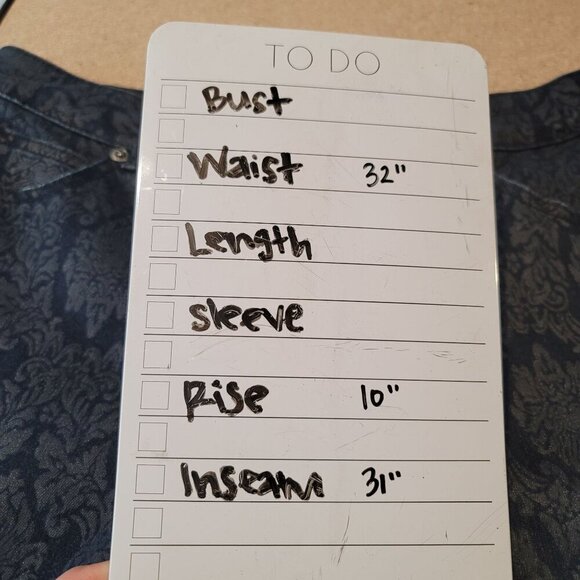 TO DO
Bust
Waist 32"
Length
Sleeve
Rise 10"
Inseam 31"